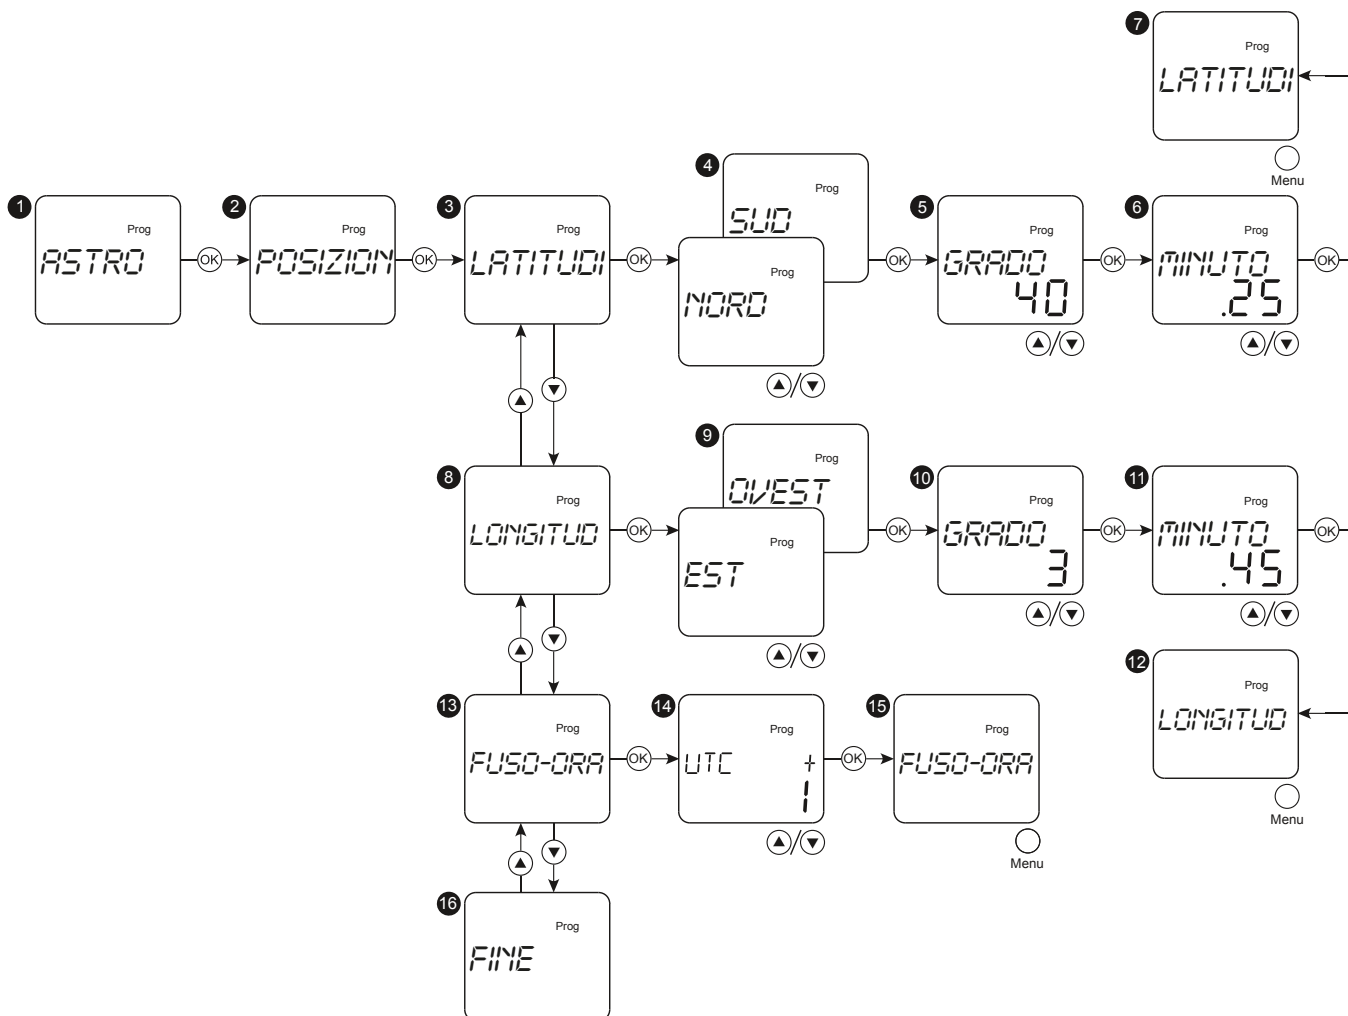 7
Prog
LATITUDI
Menu
1
Prog
ASTRO
OK
2
Prog
POSIZION
OK
3
Prog
LATITUDI
OK
4
Prog
SUD
Prog
NORD
OK
5
Prog
GRADO
40
OK
6
Prog
MINUTO
.25
OK
8
Prog
LONGITUD
OK
9
Prog
OVEST
Prog
EST
OK
10
Prog
GRADO
3
OK
11
Prog
MINUTO
.45
OK
12
Prog
LONGITUD
Menu
13
Prog
FUSO-ORA
OK
14
UTC +
1
OK
15
Prog
FUSO-ORA
Menu
16
Prog
FINE